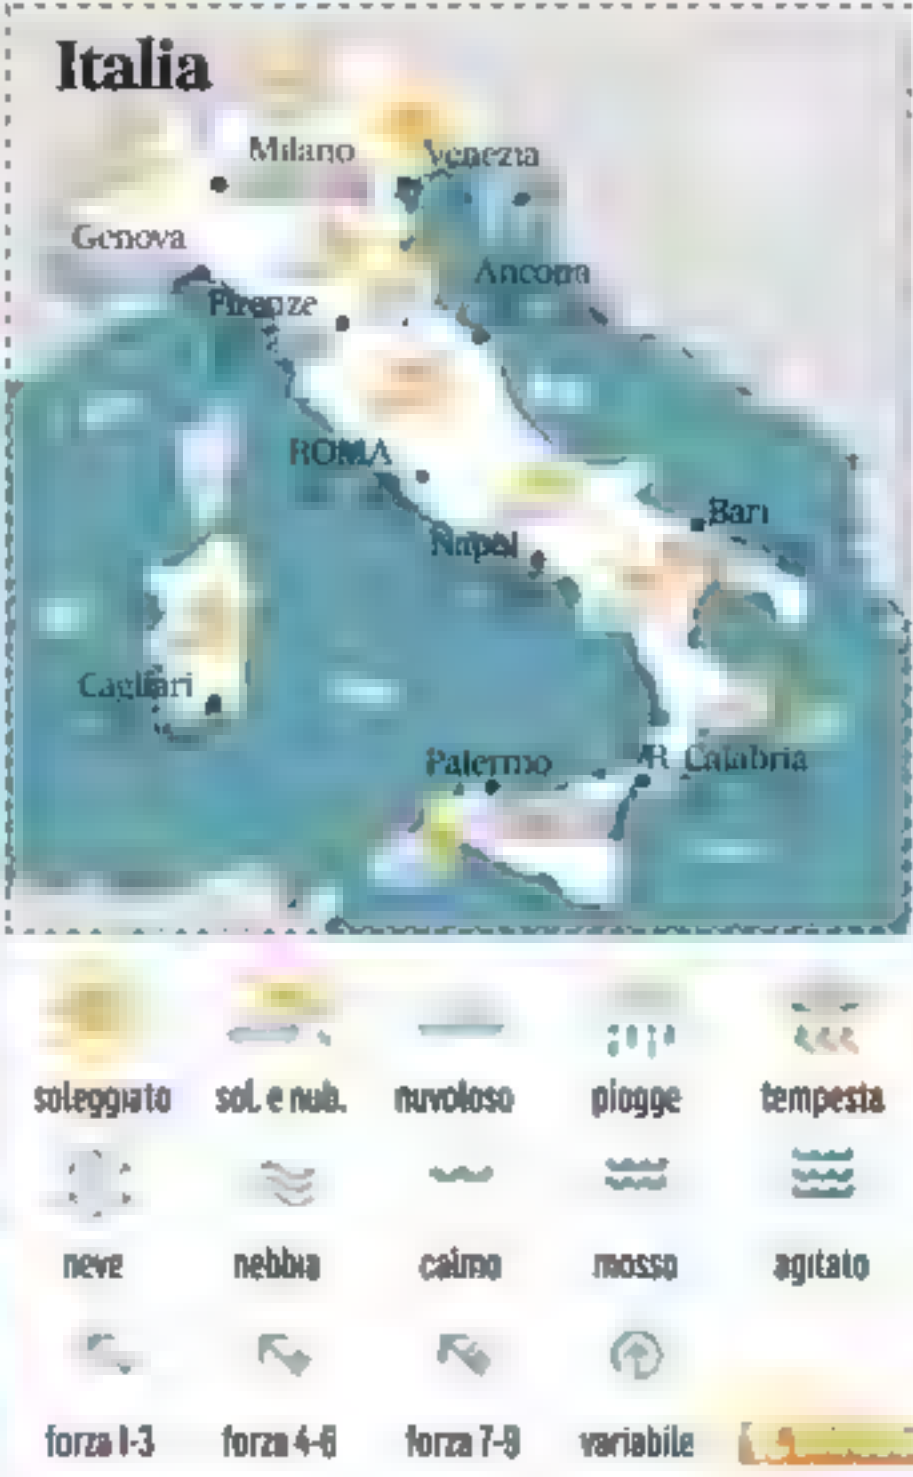 Italia
Milano
Venezia
Genova
Ancona
Firenze
ROMA
Bari
Napoli
Cagliari
Palermo
R. Calabria
soleggiato sol. e nub. nuvoloso piogge tempesta
neve nebbia calmo mosso agitato
forza 1-3 forza 4-6 forza 7-9 variabile